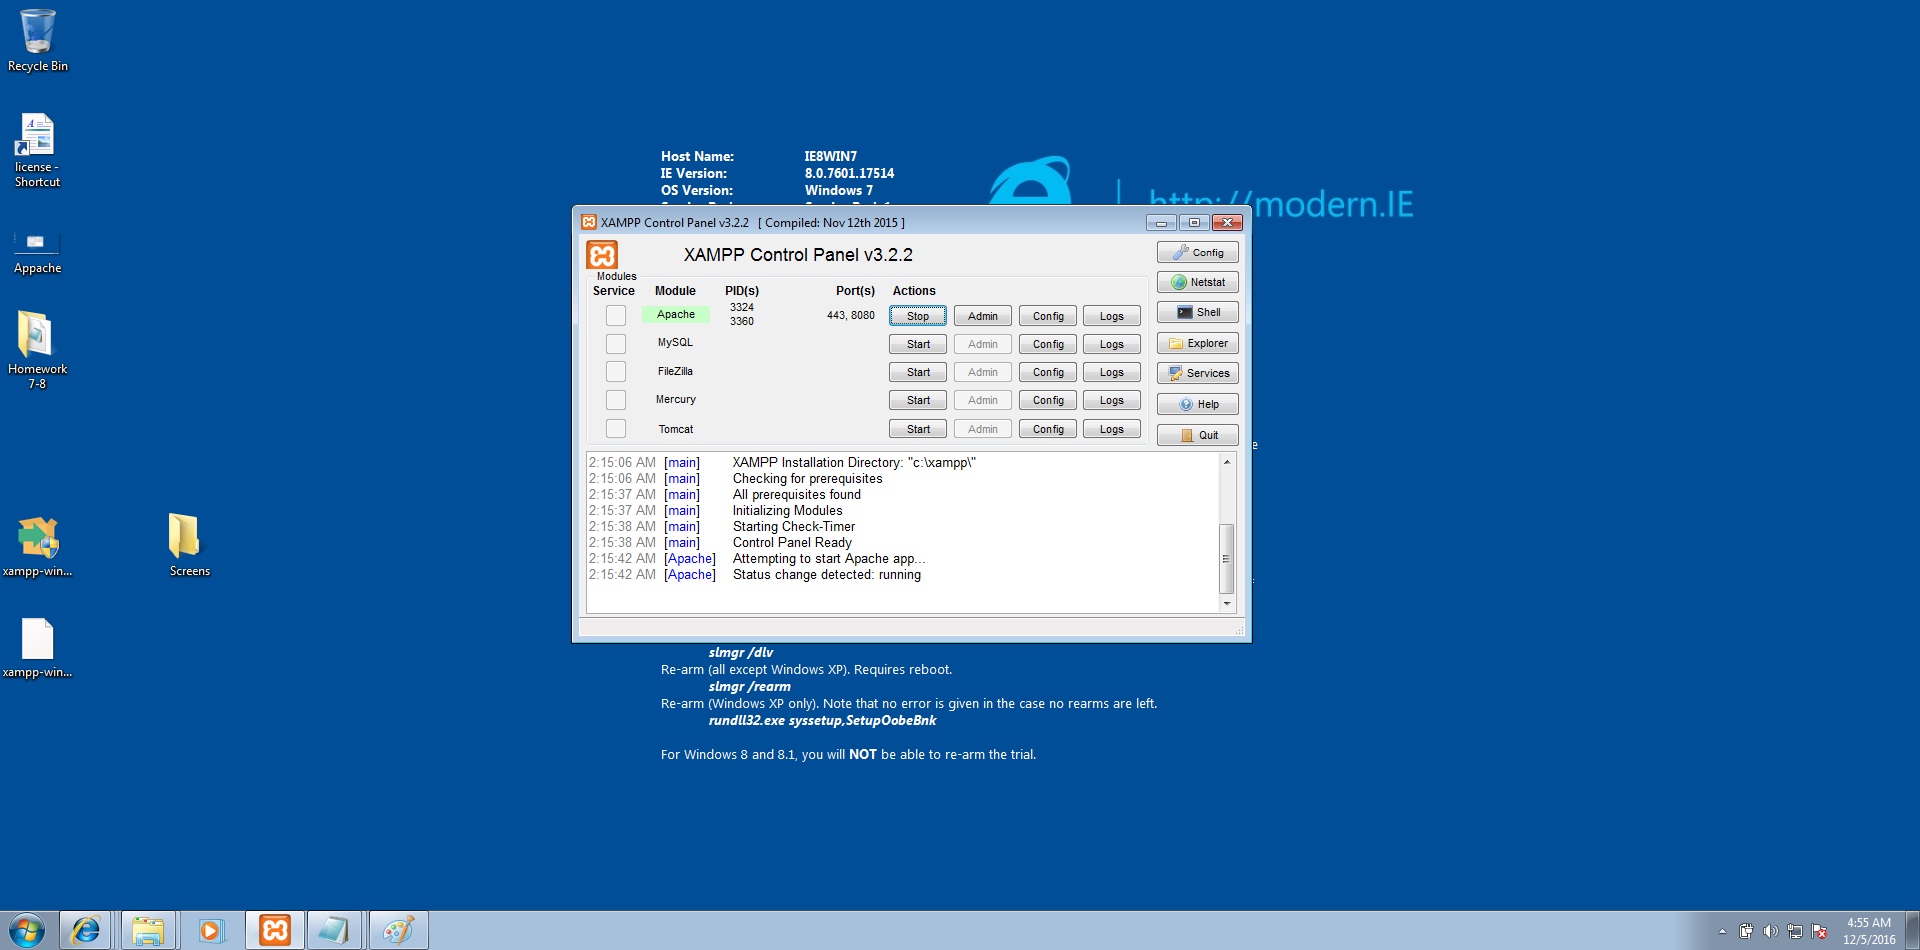 Recycle Bin
license - Shortcut
Appache
Homework 7-8
xampp-win...
Screens
xampp-win...
Host Name: IE8WIN7
IE Version: 8.0.7601.17514
OS Version: Windows 7
http://modern.IE
XAMPP Control Panel v3.2.2 [ Compiled: Nov 12th 2015 ]
XAMPP Control Panel v3.2.2
Config
Modules
Netstat
Service Module PID(s) Port(s) Actions
Apache 3324 3360 443, 8080 Stop Admin Config Logs
Shell
MySQL Start Admin Config Logs
Explorer
FileZilla Start Admin Config Logs
Services
Mercury Start Admin Config Logs
Help
Tomcat Start Admin Config Logs
Quit
2:15:06 AM [main] XAMPP Installation Directory: "c:\xampp\"
2:15:06 AM [main] Checking for prerequisites
2:15:37 AM [main] All prerequisites found
2:15:37 AM [main] Initializing Modules
2:15:38 AM [main] Starting Check-Timer
2:15:38 AM [main] Control Panel Ready
2:15:42 AM [Apache] Attempting to start Apache app...
2:15:42 AM [Apache] Status change detected: running
slmgr /dlv
Re-arm (all except Windows XP). Requires reboot.
slmgr /rearm
Re-arm (Windows XP only). Note that no error is given in the case no rearms are left.
rundll32.exe syssetup,SetupOobeBnk
For Windows 8 and 8.1, you will NOT be able to re-arm the trial.
4:55 AM
12/5/2016